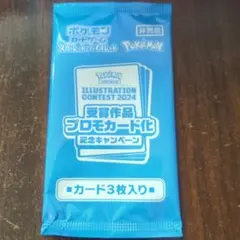 ポケモン
カードゲーム
非売品
Pokémon
Pokémon
ILLUSTRATION
CONTEST 2024
受賞作品
プロモカード化
記念キャンペーン
■カード3枚入り■